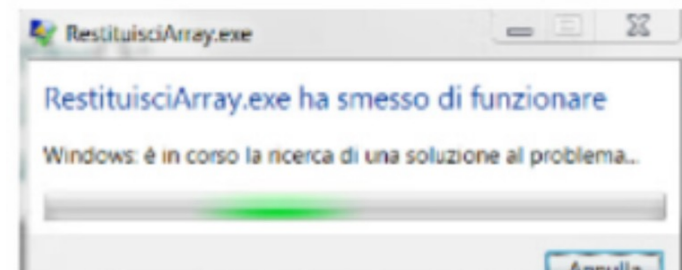 RestituisciArray.exe
RestituisciArray.exe ha smesso di funzionare
Windows: è in corso la ricerca di una soluzione al problema...
Annulla